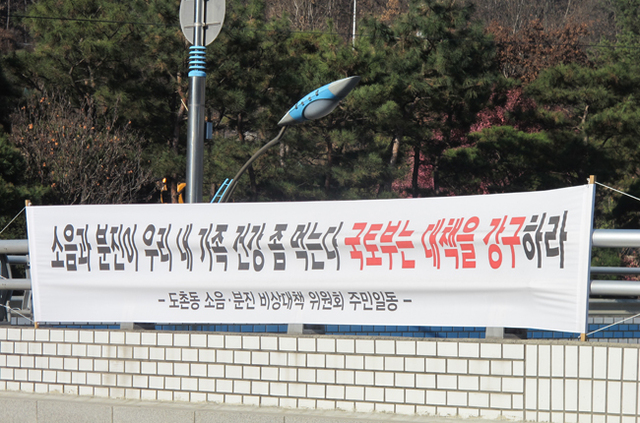 소음과 분진이 우리 내 가족 건강 좀 먹는디 국토부는 대책을 강구하라
- 도촌동 소음·분진 비상대책 위원회 주민일동 -